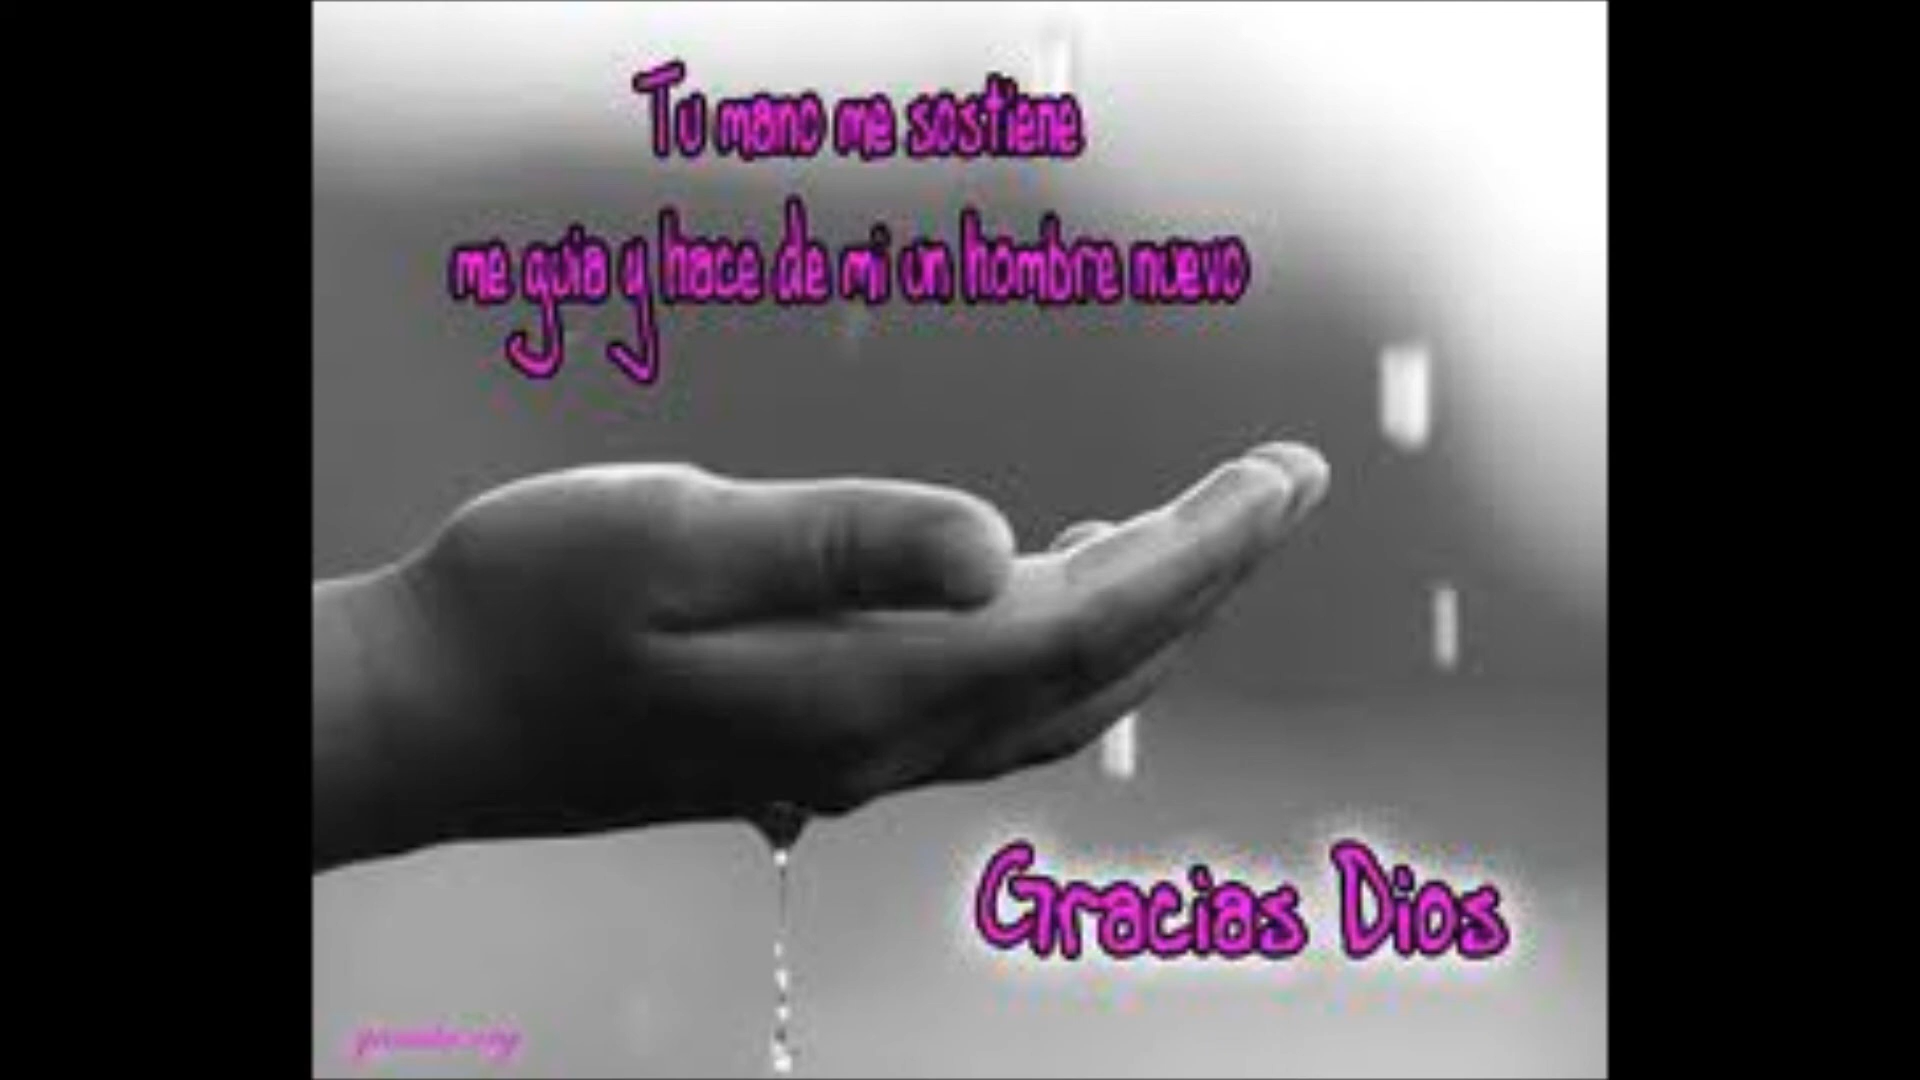 Tu mano me sostiene
me guia y hace de mi un hombre nuevo
Gracias Dios